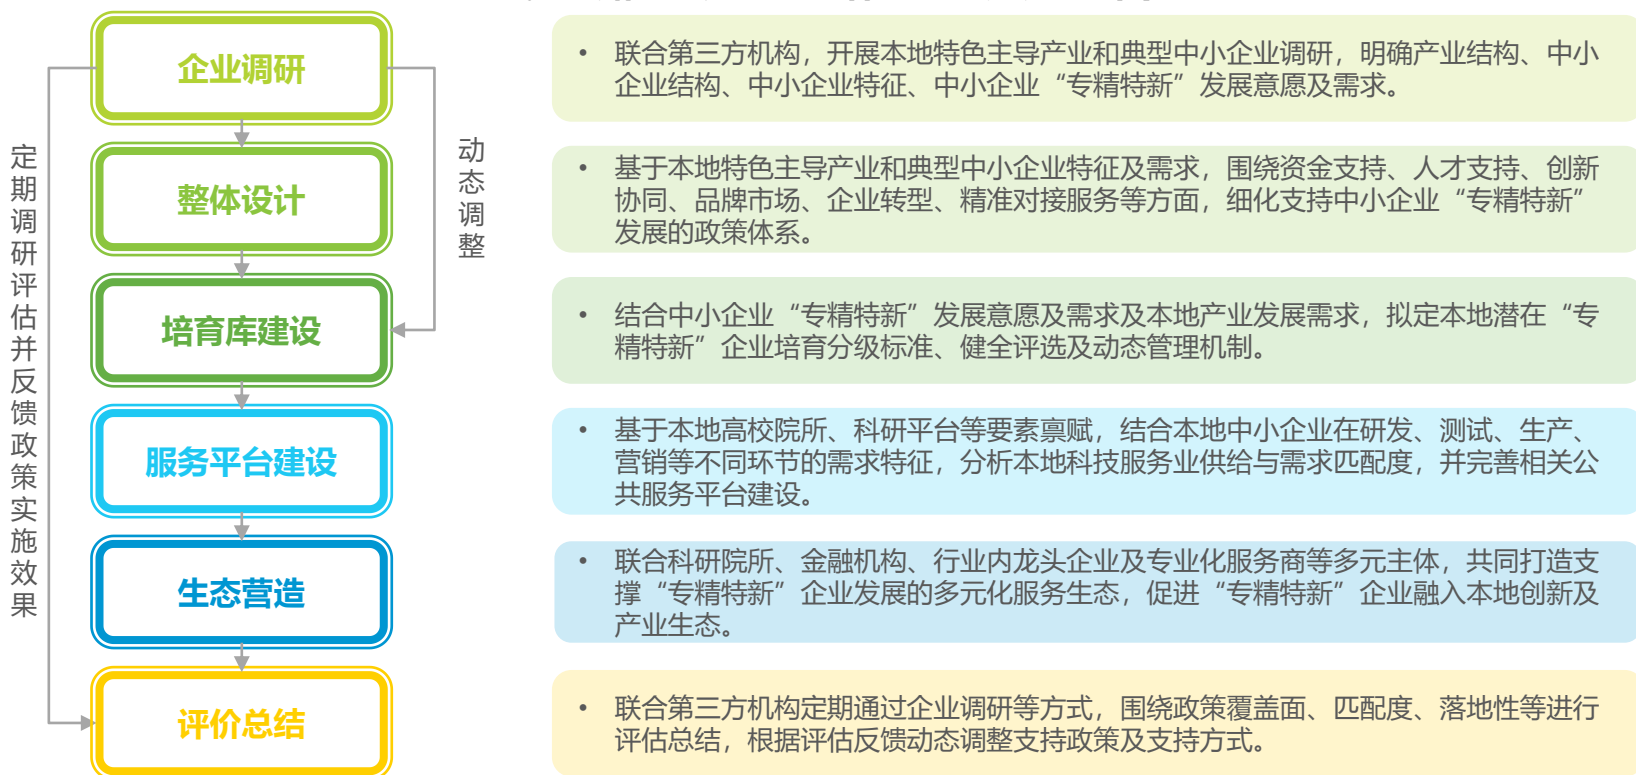 企业调研
• 联合第三方机构，开展本地特色主导产业和典型中小企业调研，明确产业结构、中小
企业结构、中小企业特征、中小企业“专精特新”发展意愿及需求。
定期调研评估并反馈政策实施效果
动态调整
整体设计
• 基于本地特色主导产业和典型中小企业特征及需求，围绕资金支持、人才支持、创新
协同、品牌市场、企业转型、精准对接服务等方面，细化支持中小企业“专精特新”
发展的政策体系。
培育库建设
• 结合中小企业“专精特新”发展意愿及需求及本地产业发展需求，拟定本地潜在“专
精特新”企业培育分级标准、健全评选及动态管理机制。
服务平台建设
• 基于本地高校院所、科研平台等要素禀赋，结合本地中小企业在研发、测试、生产、
营销等不同环节的需求特征，分析本地科技服务业供给与需求匹配度，并完善相关公
共服务平台建设。
生态营造
• 联合科研院所、金融机构、行业内龙头企业及专业化服务商等多元主体，共同打造支
撑“专精特新”企业发展的多元化服务生态，促进“专精特新”企业融入本地创新及
产业生态。
评价总结
• 联合第三方机构定期通过企业调研等方式，围绕政策覆盖面、匹配度、落地性等进行
评估总结，根据评估反馈动态调整支持政策及支持方式。